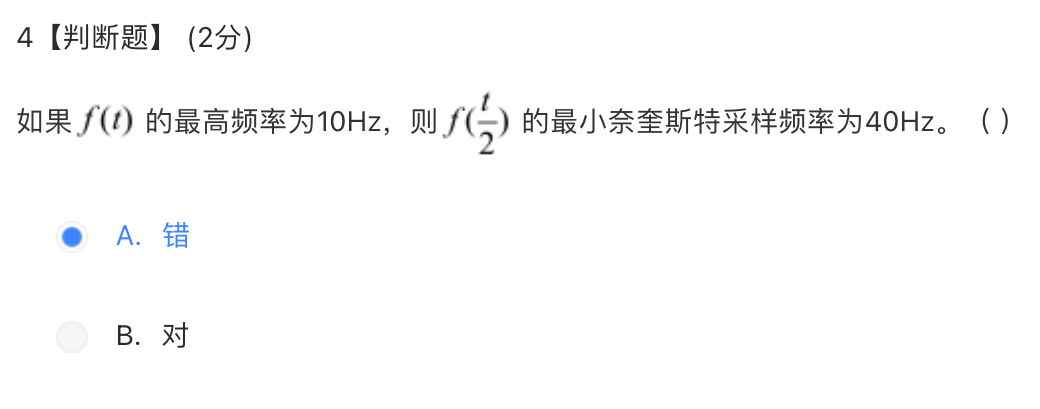 4【判断题】 (2分)
如果 f(t) 的最高频率为10Hz，则 f(t/2) 的最小奈奎斯特采样频率为40Hz。（ ）
A. 错
B. 对